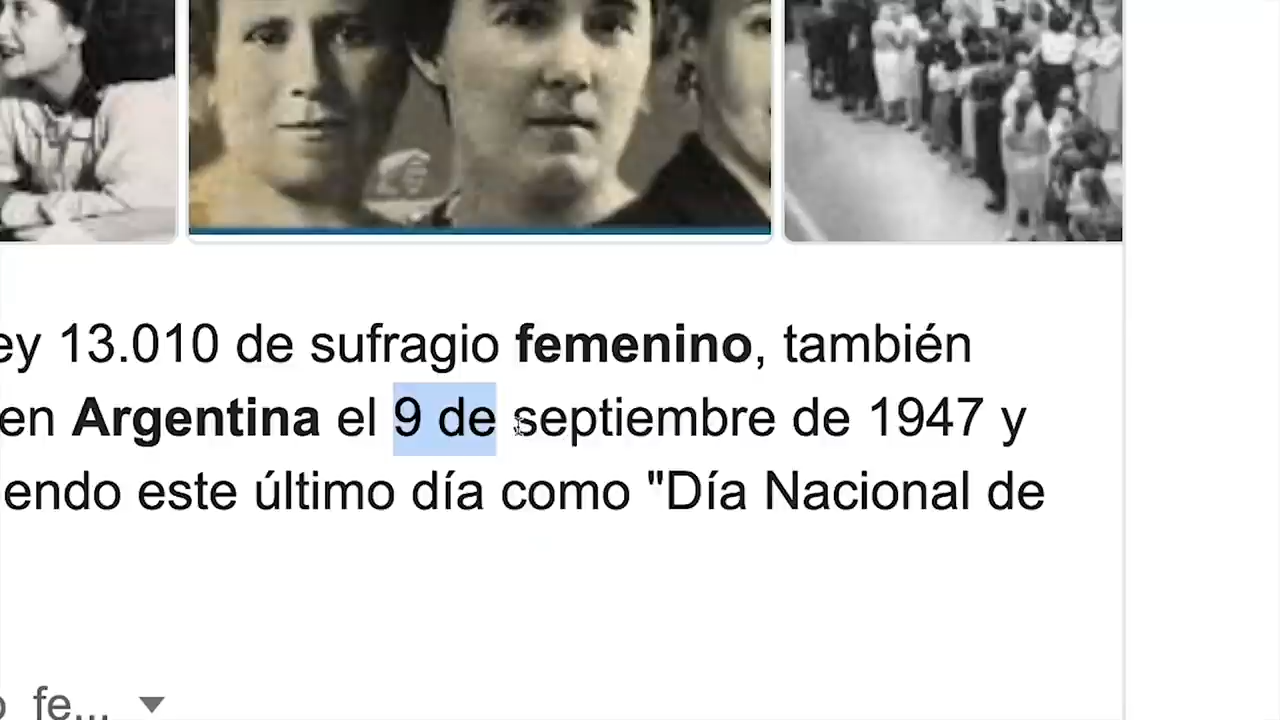 ey 13.010 de sufragio femenino, también
en Argentina el 9 de septiembre de 1947 y
endo este último día como "Día Nacional de
fe...